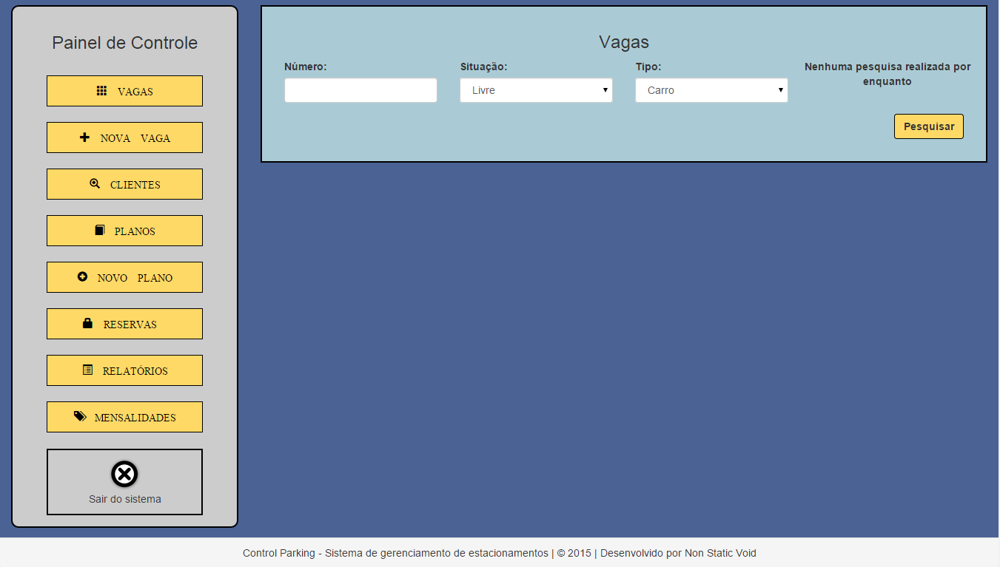 Painel de Controle
VAGAS
NOVA VAGA
CLIENTES
PLANOS
NOVO PLANO
RESERVAS
RELATÓRIOS
MENSALIDADES
Sair do sistema
Vagas
Número:
Situação:
Tipo:
Livre
Carro
Nenhuma pesquisa realizada por
enquanto
Pesquisar
Control Parking - Sistema de gerenciamento de estacionamentos | © 2015 | Desenvolvido por Non Static Void